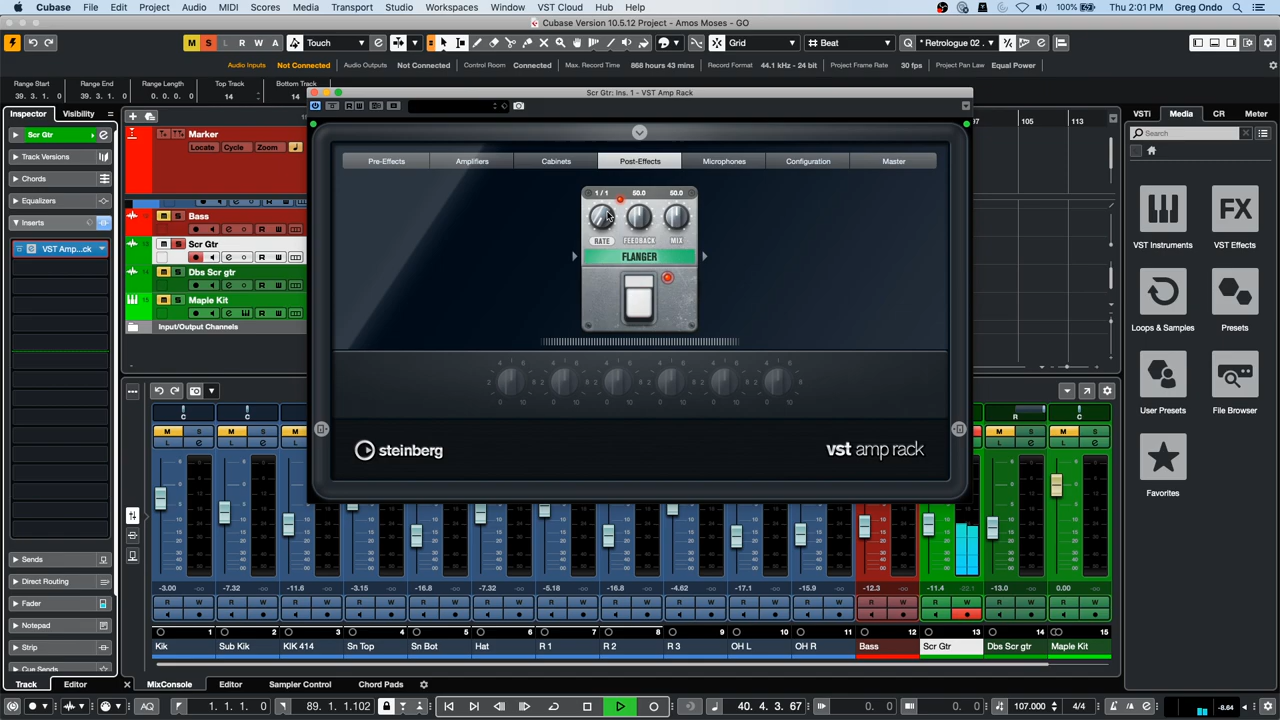 Cubase File Edit Project Audio MIDI Scores Media Transport Studio Workspaces Window VST Cloud Hub Help 100% Thu 2:01 PM Greg Ondo
Cubase Version 10.5.12 Project - Amos Moses - GO
M S L R W A Touch Grid Beat Q * Retrologue 02 .
Audio Inputs Not Connected Audio Outputs Not Connected Control Room Connected Max. Record Time 868 hours 43 mins Record Format 44.1 kHz - 24 bit Project Frame Rate 30 fps Project Pan Law Equal Power
Range Start Range End Range Length Top Track Bottom Track
39. 3. 1. 0 39. 3. 1. 0 0. 0. 0. 0 14 14
Scr Gtr: Ins. 1 - VST Amp Rack
Inspector Visibility
Scr Gtr
Track Versions
Chords
Equalizers
Inserts
VST Amp...ck
Sends
Direct Routing
Fader
Notepad
Strip
Cue Sends
Track Editor
Marker
Locate Cycle Zoom
Bass
Scr Gtr
Dbs Scr gtr
Maple Kit
Input/Output Channels
105 113
Pre-Effects Amplifiers Cabinets Post-Effects Microphones Configuration Master
1 / 1 50.0 50.0
RATE FEEDBACK MIX
FLANGER
steinberg
vst amp rack
VSTi Media CR Meter
Search
VST Instruments VST Effects
Loops & Samples Presets
User Presets File Browser
Favorites
-3.00 -7.32 -11.6 -3.15 -16.8 -7.32 -5.18 -16.8 -4.62 -17.1 -15.9 -12.3 -11.4 -22.1 -13.0 0.00
1 2 3 4 5 6 7 8 9 10 11 12 13 14 15
Kik Sub Kik KIK 414 Sn Top Sn Bot Hat R 1 R 2 R 3 OH L OH R Bass Scr Gtr Dbs Scr gtr Maple Kit
MixConsole Editor Sampler Control Chord Pads
AQ 1. 1. 1. 0 89. 1. 1.102 40. 4. 3. 67 0. 0 0. 0 107.000 4/4 -8.64